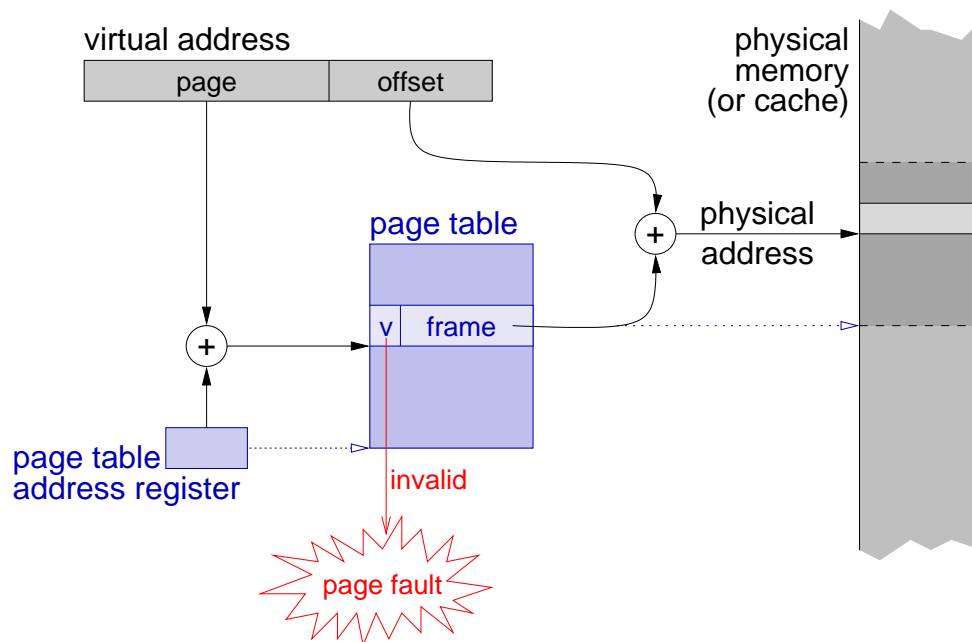 virtual address
page
offset
physical
memory
(or cache)
page table
+
physical
address
v
frame
+
page table
address register
invalid
page fault